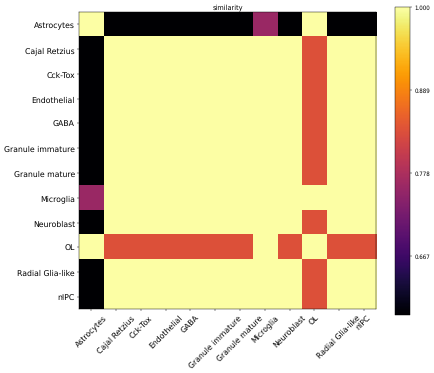 similarity
Astrocytes
Cajal Retzius
Cck-Tox
Endothelial
GABA
Granule immature
Granule mature
Microglia
Neuroblast
OL
Radial Glia-like
nIPC
1.000
0.889
0.778
0.667
Astrocytes
Cajal Retzius
Cck-Tox
Endothelial
GABA
Granule immature
Granule mature
Microglia
Neuroblast
OL
Radial Glia-like
nIPC